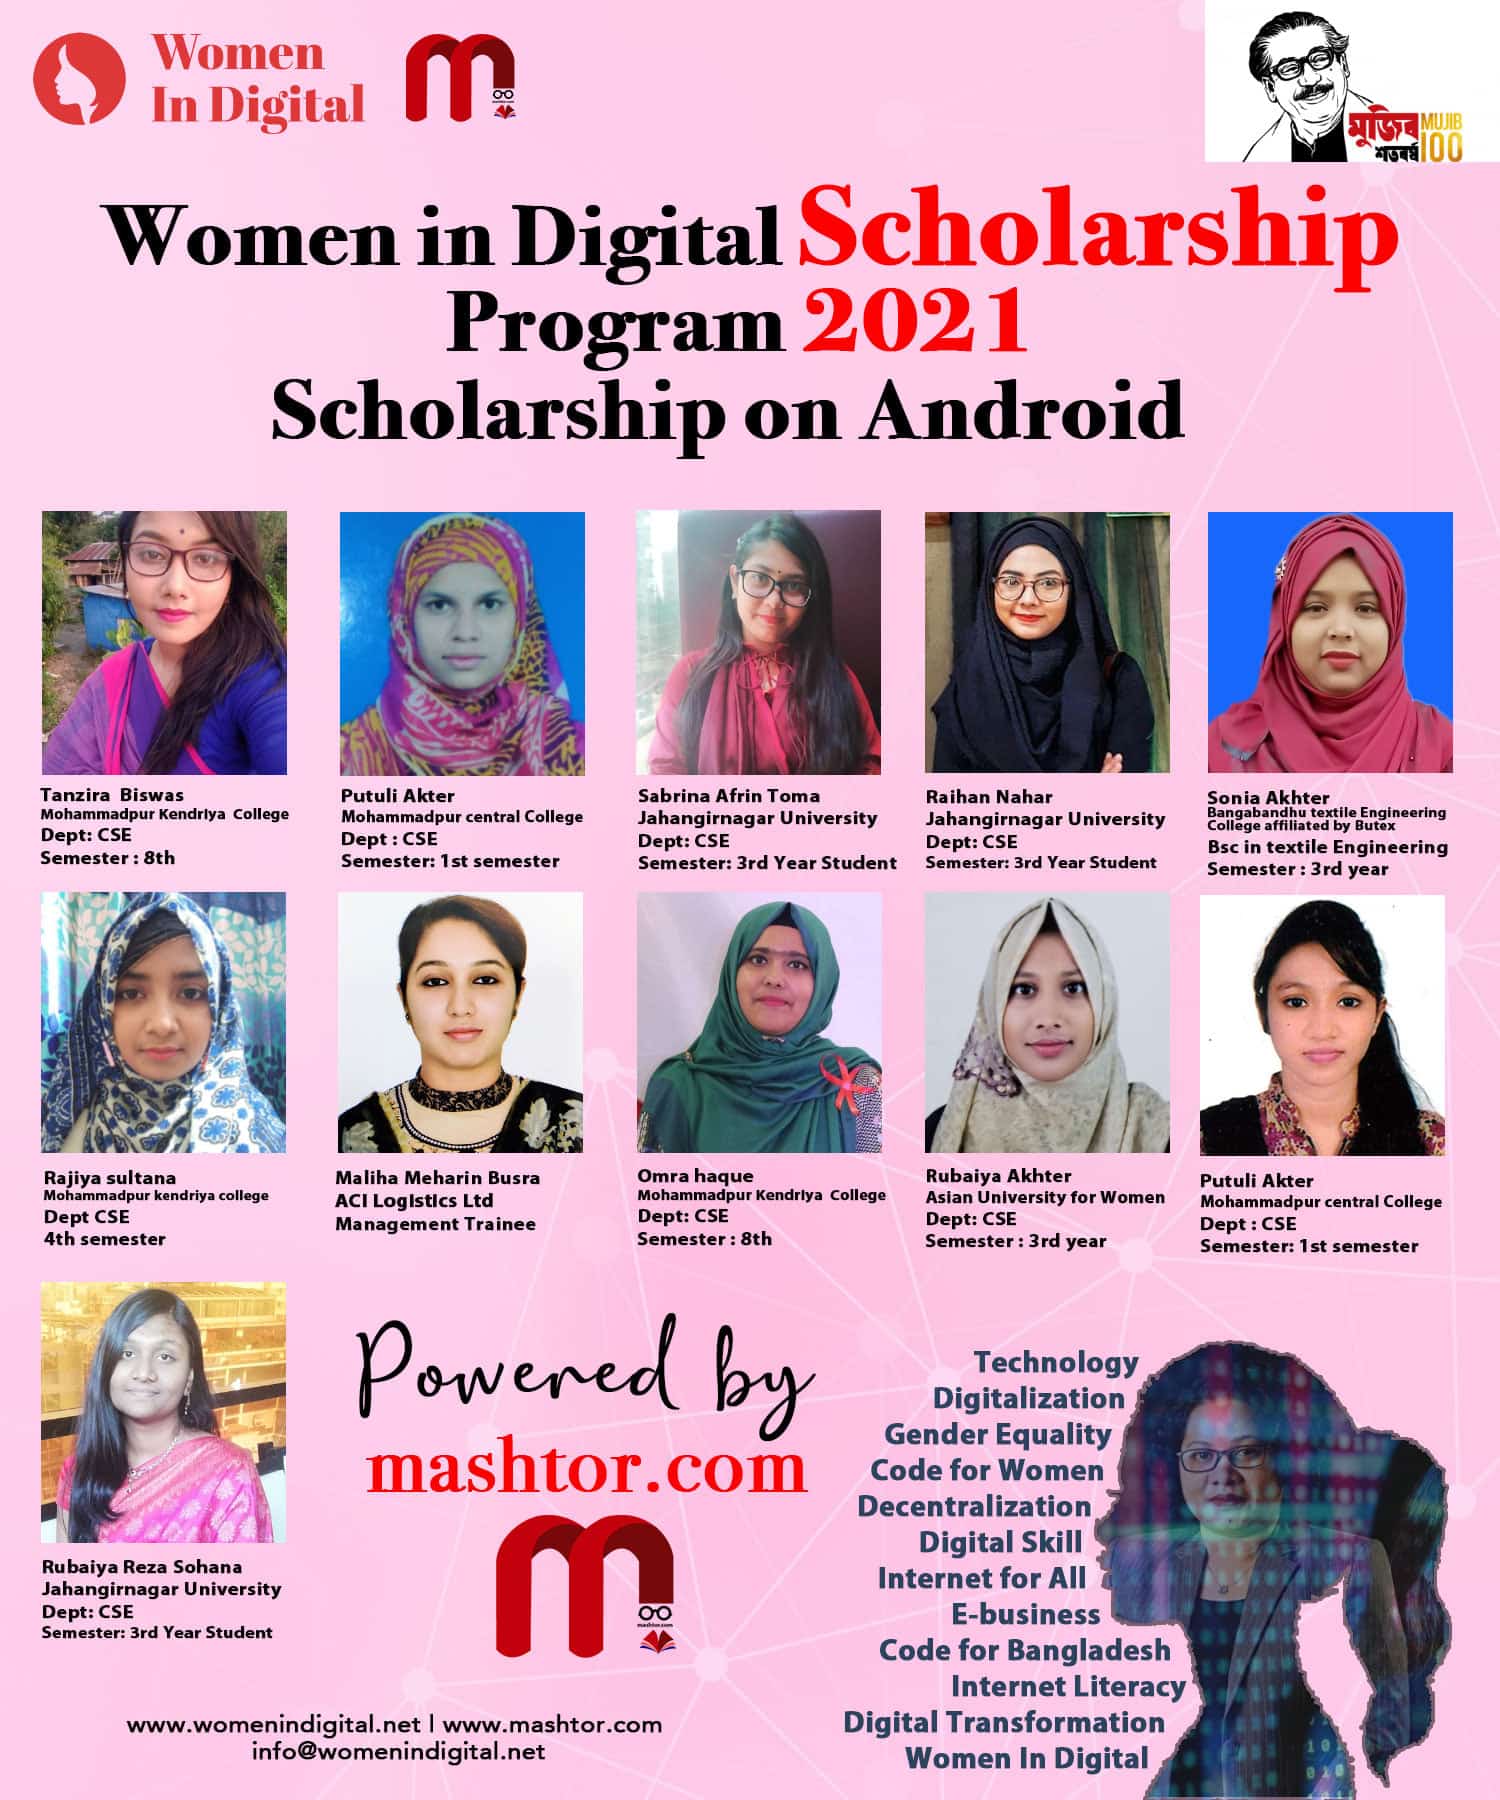 Women
In Digital
mashtor.com
মুজিব
শতবর্ষ
MUJIB
100
Women in Digital Scholarship
Program 2021
Scholarship on Android
Tanzira Biswas
Mohammadpur Kendriya College
Dept: CSE
Semester : 8th
Putuli Akter
Mohammadpur central College
Dept : CSE
Semester: 1st semester
Sabrina Afrin Toma
Jahangirnagar University
Dept: CSE
Semester: 3rd Year Student
Raihan Nahar
Jahangirnagar University
Dept: CSE
Semester: 3rd Year Student
Sonia Akhter
Bangabandhu textile Engineering
College affiliated by Butex
Bsc in textile Engineering
Semester : 3rd year
Rajiya sultana
Mohammadpur kendriya college
Dept CSE
4th semester
Maliha Meharin Busra
ACI Logistics Ltd
Management Trainee
Omra haque
Mohammadpur Kendriya College
Dept: CSE
Semester : 8th
Rubaiya Akhter
Asian University for Women
Dept: CSE
Semester : 3rd year
Putuli Akter
Mohammadpur central College
Dept : CSE
Semester: 1st semester
Rubaiya Reza Sohana
Jahangirnagar University
Dept: CSE
Semester: 3rd Year Student
Powered by
mashtor.com
mashtor.com
Technology
Digitalization
Gender Equality
Code for Women
Decentralization
Digital Skill
Internet for All
E-business
Code for Bangladesh
Internet Literacy
Digital Transformation
Women In Digital
www.womenindigital.net | www.mashtor.com
info@womenindigital.net